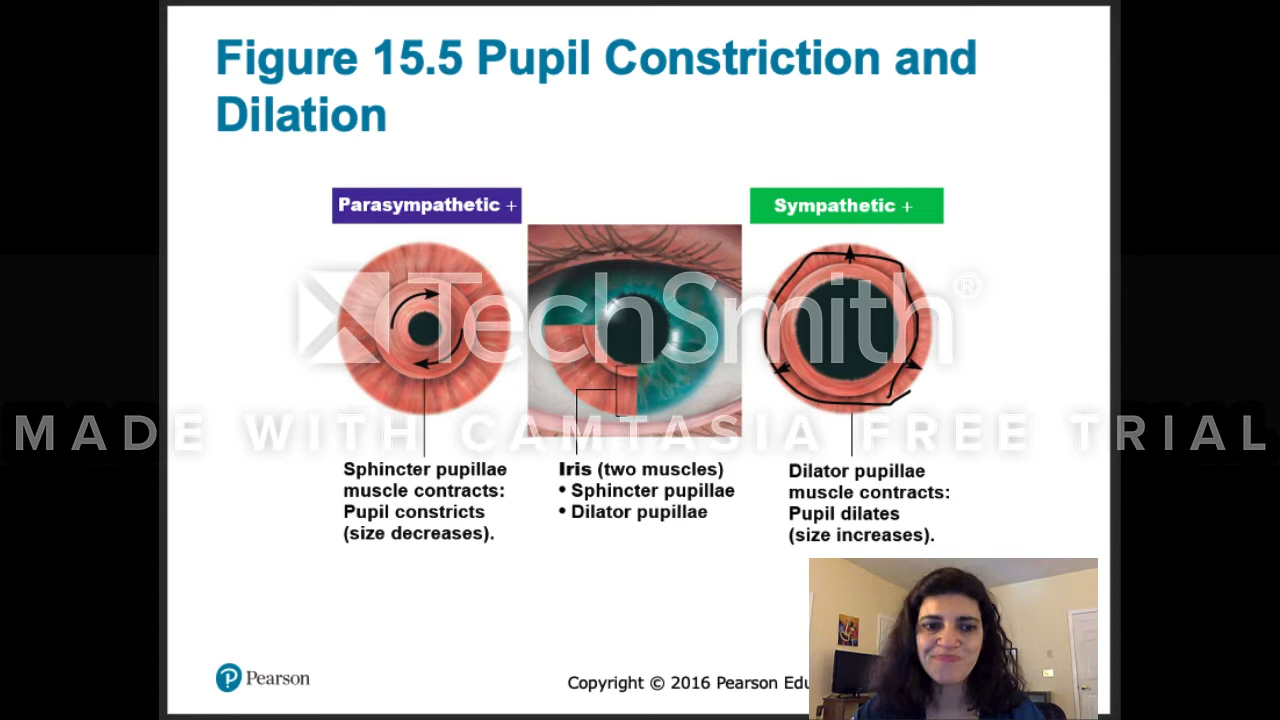 Figure 15.5 Pupil Constriction and
Dilation
Parasympathetic +
Sympathetic +
TechSmith®
MADE WITH CAMTASIA FREE TRIAL
Sphincter pupillae
muscle contracts:
Pupil constricts
(size decreases).
Iris (two muscles)
• Sphincter pupillae
• Dilator pupillae
Dilator pupillae
muscle contracts:
Pupil dilates
(size increases).
Pearson
Copyright © 2016 Pearson Edu